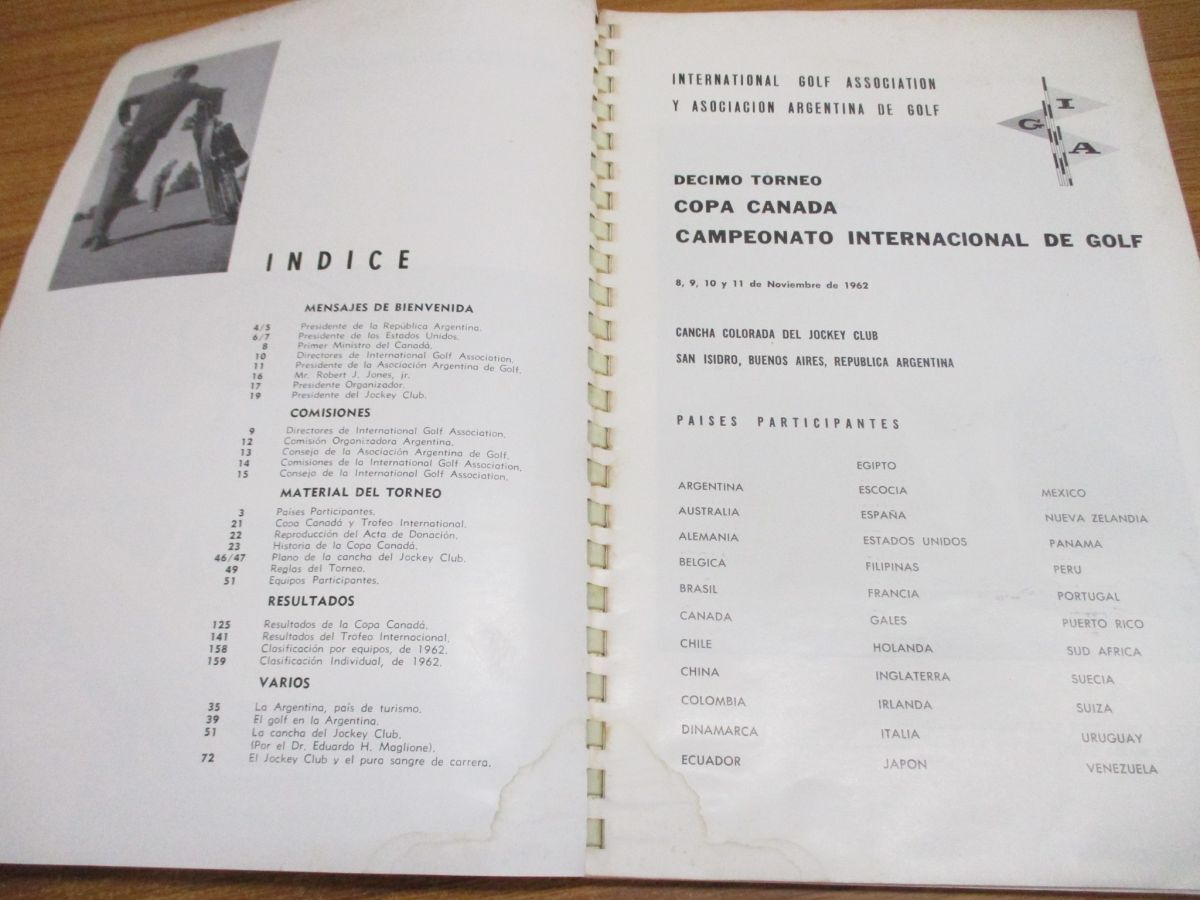 INDICE
MENSAJES DE BIENVENIDA
4/5 Presidente de la República Argentina.
6/7 Presidente de los Estados Unidos.
8 Primer Ministro del Canadá.
10 Directores de International Golf Association.
11 Presidente de la Asociación Argentina de Golf.
16 Mr. Robert J. Jones, jr.
17 Presidente Organizador.
19 Presidente del Jockey Club.
COMISIONES
9 Directores de International Golf Association.
12 Comisión Organizadora Argentina.
13 Consejo de la Asociación Argentina de Golf.
14 Comisiones de la International Golf Association.
15 Consejo de la International Golf Association.
MATERIAL DEL TORNEO
3 Países Participantes.
21 Copa Canadá y Trofeo International.
22 Reproducción del Acta de Donación.
23 Historia de la Copa Canadá.
46/47 Plano de la cancha del Jockey Club.
49 Reglas del Torneo.
51 Equipos Participantes.
RESULTADOS
125 Resultados de la Copa Canadá.
141 Resultados del Trofeo Internacional.
158 Clasificación por equipos, de 1962.
159 Clasificación Individual, de 1962.
VARIOS
35 La Argentina, país de turismo.
39 El golf en la Argentina.
51 La cancha del Jockey Club.
(Por el Dr. Eduardo H. Maglione).
72 El Jockey Club y el pura sangre de carrera.
INTERNATIONAL GOLF ASSOCIATION
Y ASOCIACION ARGENTINA DE GOLF
I
G
A
DECIMO TORNEO
COPA CANADA
CAMPEONATO INTERNACIONAL DE GOLF
8, 9, 10 y 11 de Noviembre de 1962
CANCHA COLORADA DEL JOCKEY CLUB
SAN ISIDRO, BUENOS AIRES, REPUBLICA ARGENTINA
PAISES PARTICIPANTES
ARGENTINA
AUSTRALIA
ALEMANIA
BELGICA
BRASIL
CANADA
CHILE
CHINA
COLOMBIA
DINAMARCA
ECUADOR
EGIPTO
ESCOCIA
ESPAÑA
ESTADOS UNIDOS
FILIPINAS
FRANCIA
GALES
HOLANDA
INGLATERRA
IRLANDA
ITALIA
JAPON
MEXICO
NUEVA ZELANDIA
PANAMA
PERU
PORTUGAL
PUERTO RICO
SUD AFRICA
SUECIA
SUIZA
URUGUAY
VENEZUELA